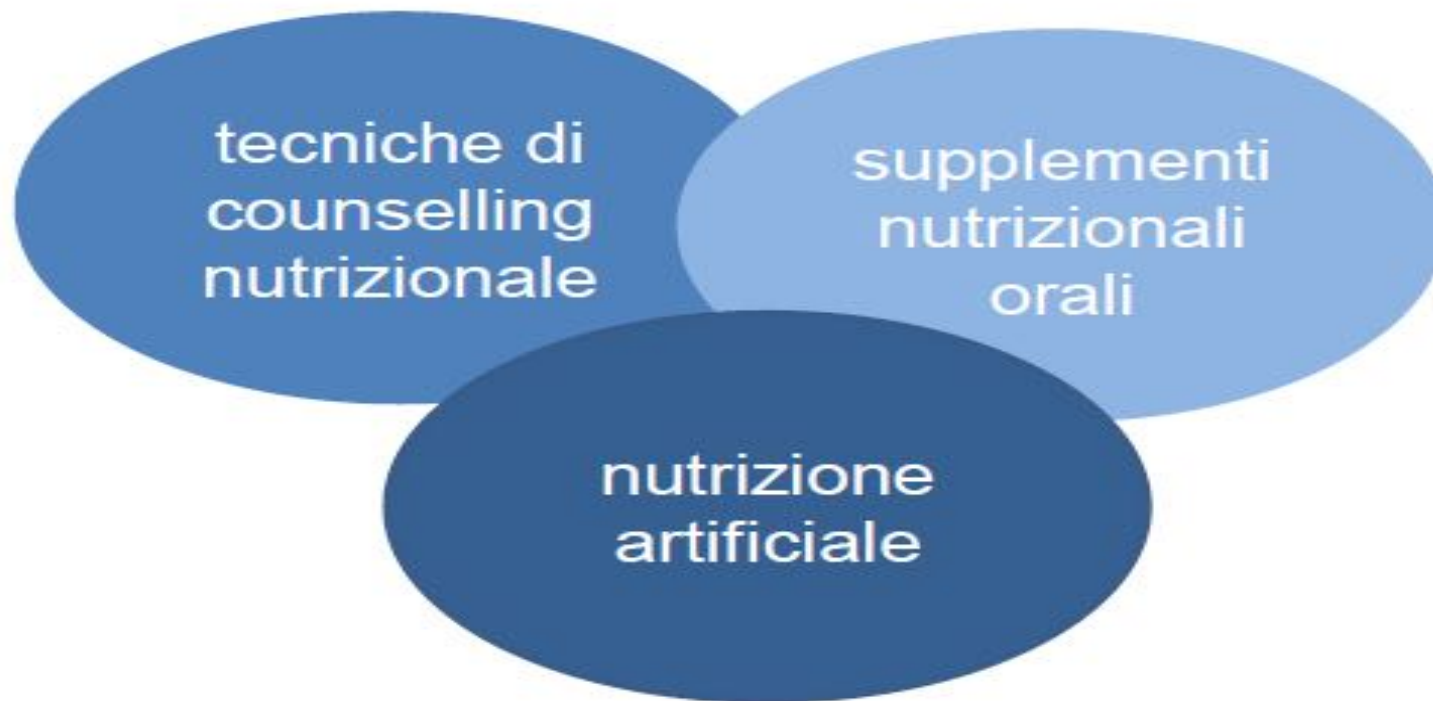 tecniche di
counselling
nutrizionale
supplementi
nutrizionali
orali
nutrizione
artificiale